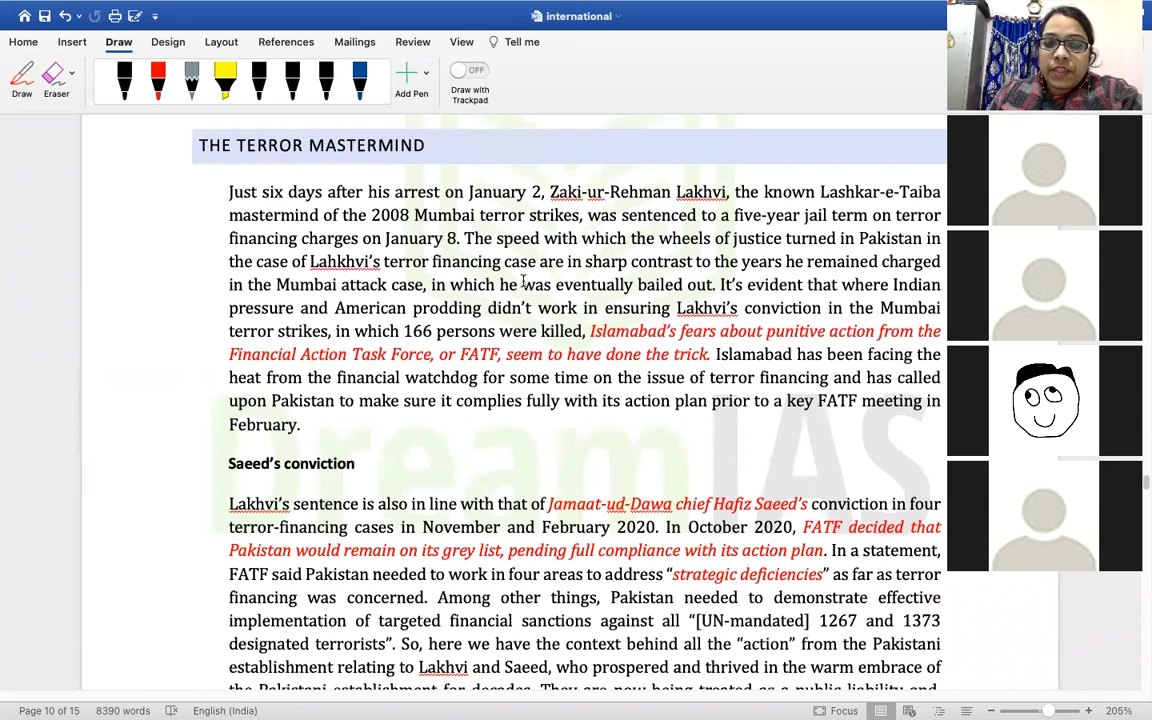 international
Home Insert Draw Design Layout References Mailings Review View Tell me
Draw Eraser Add Pen OFF Draw with Trackpad
THE TERROR MASTERMIND
Just six days after his arrest on January 2, Zaki-ur-Rehman Lakhvi, the known Lashkar-e-Taiba
mastermind of the 2008 Mumbai terror strikes, was sentenced to a five-year jail term on terror
financing charges on January 8. The speed with which the wheels of justice turned in Pakistan in
the case of Lahkhvi's terror financing case are in sharp contrast to the years he remained charged
in the Mumbai attack case, in which he was eventually bailed out. It's evident that where Indian
pressure and American prodding didn't work in ensuring Lakhvi's conviction in the Mumbai
terror strikes, in which 166 persons were killed, Islamabad's fears about punitive action from the
Financial Action Task Force, or FATF, seem to have done the trick. Islamabad has been facing the
heat from the financial watchdog for some time on the issue of terror financing and has called
upon Pakistan to make sure it complies fully with its action plan prior to a key FATF meeting in
February.
DreamIAS
Saeed's conviction
Lakhvi's sentence is also in line with that of Jamaat-ud-Dawa chief Hafiz Saeed's conviction in four
terror-financing cases in November and February 2020. In October 2020, FATF decided that
Pakistan would remain on its grey list, pending full compliance with its action plan. In a statement,
FATF said Pakistan needed to work in four areas to address "strategic deficiencies" as far as terror
financing was concerned. Among other things, Pakistan needed to demonstrate effective
implementation of targeted financial sanctions against all "[UN-mandated] 1267 and 1373
designated terrorists". So, here we have the context behind all the "action" from the Pakistani
establishment relating to Lakhvi and Saeed, who prospered and thrived in the warm embrace of
the Pakistani establishment for decades. They are now being treated as a public liability and,
Page 10 of 15 8390 words English (India) Focus 205%